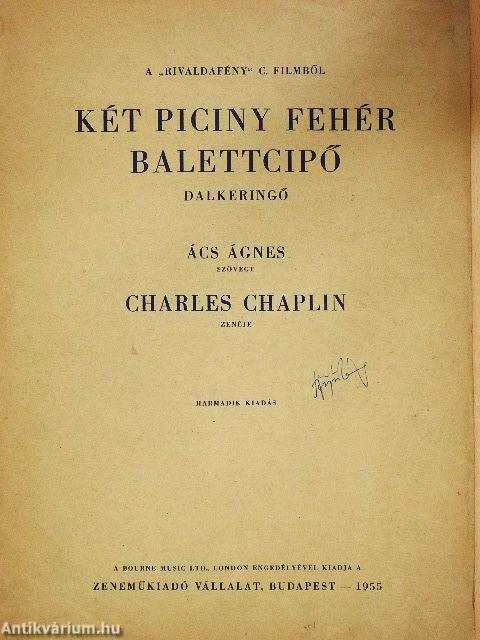 A „RIVALDAFÉNY" C. FILMBŐL
KÉT PICINY FEHÉR
BALETTCIPŐ
DALKERINGŐ
ÁCS ÁGNES
SZÖVEGE
CHARLES CHAPLIN
ZENÉJE
HARMADIK KIADÁS
A BOURNE MUSIC LTD., LONDON ENGEDÉLYÉVEL KIADJA A
ZENEMŰKIADÓ VÁLLALAT, BUDAPEST — 1955
Antikvárium.hu